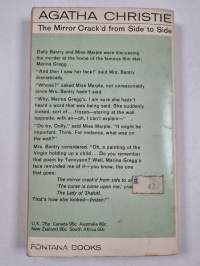 AGATHA CHRISTIE
The Mirror Crack'd from Side to Side
Dolly Bantry and Miss Marple were discussing
the murder at the home of the famous film star,
Marina Gregg . . .
"And then I saw her face!" said Mrs. Bantry
dramatically.
"Whose?" asked Miss Marple, not unreasonably
since Mrs. Bantry hadn't said.
"Why, Marina Gregg's. I'm sure she hadn't
heard a word that was being said. She suddenly
looked, sort of . . . frozen—staring at the wall
opposite, with an—oh, I can't explain—"
"Do try, Dolly," said Miss Marple. "It might be
important. Think. For instance, what was
on the wall?"
Mrs. Bantry considered. "Oh, a painting of the
Virgin holding up a child. . . Do you remember
that poem by Tennyson? Well, Marina Gregg's
face reminded me of it—you know, the one
that goes:
The mirror crack'd from side to
'The curse is come upon me,' cried
The Lady of Shalott.
That's how she looked—frozen!"
U.K. 25p Canada 95c Australia 80c
New Zealand 80c South Africa 60c
FONTANA BOOKS